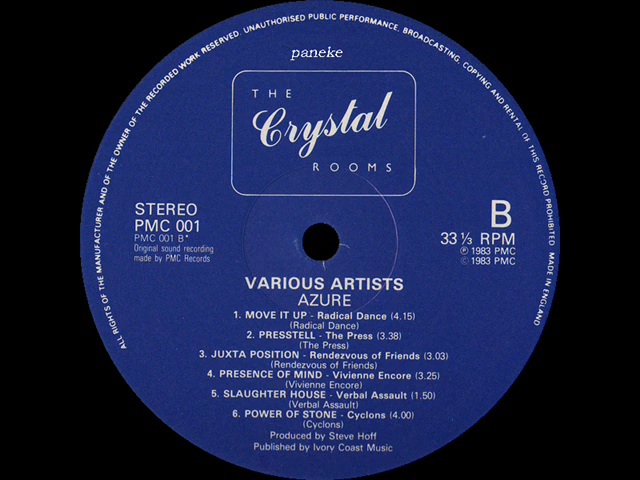 ALL RIGHTS OF THE MANUFACTURER AND OF THE OWNER OF THE RECORDED WORK RESERVED. UNAUTHORISED PUBLIC PERFORMANCE, BROADCASTING, COPYING AND RENTAL OF THIS RECORD PROHIBITED. MADE IN ENGLAND
paneke
THE
Crystal
ROOMS
STEREO
PMC 001
PMC 001 B*
Original sound recording
made by PMC Records
B
33 ⅓ RPM
℗ 1983 PMC
© 1983 PMC
VARIOUS ARTISTS
AZURE
1. MOVE IT UP - Radical Dance (4.15)
(Radical Dance)
2. PRESSTELL - The Press (3.38)
(The Press)
3. JUXTA POSITION - Rendezvous of Friends (3.03)
(Rendezvous of Friends)
4. PRESENCE OF MIND - Vivienne Encore (3.25)
(Vivienne Encore)
5. SLAUGHTER HOUSE - Verbal Assault (1.50)
(Verbal Assault)
6. POWER OF STONE - Cyclons (4.00)
(Cyclons)
Produced by Steve Hoff
Published by Ivory Coast Music